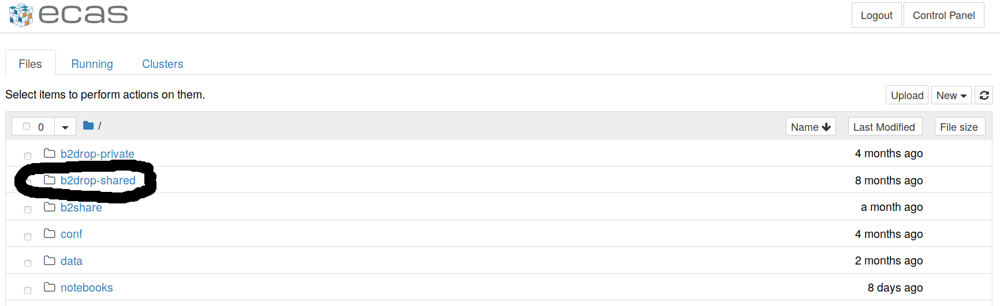 ecas
Logout Control Panel
Files Running Clusters
Select items to perform actions on them.
Upload New
0 / Name Last Modified File size
b2drop-private 4 months ago
b2drop-shared 8 months ago
b2share a month ago
conf 4 months ago
data 2 months ago
notebooks 8 days ago